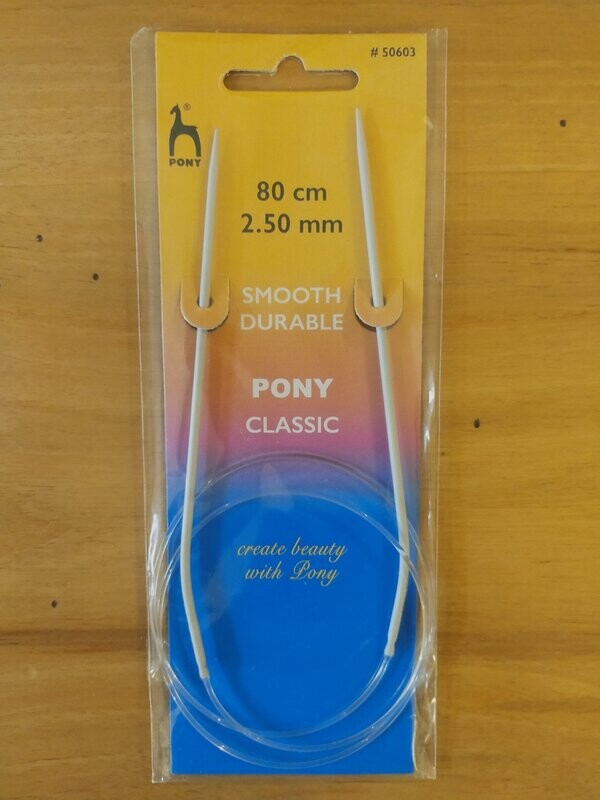 # 50603
®
PONY
80 cm
2.50 mm
SMOOTH
DURABLE
PONY
CLASSIC
create beauty
with Pony